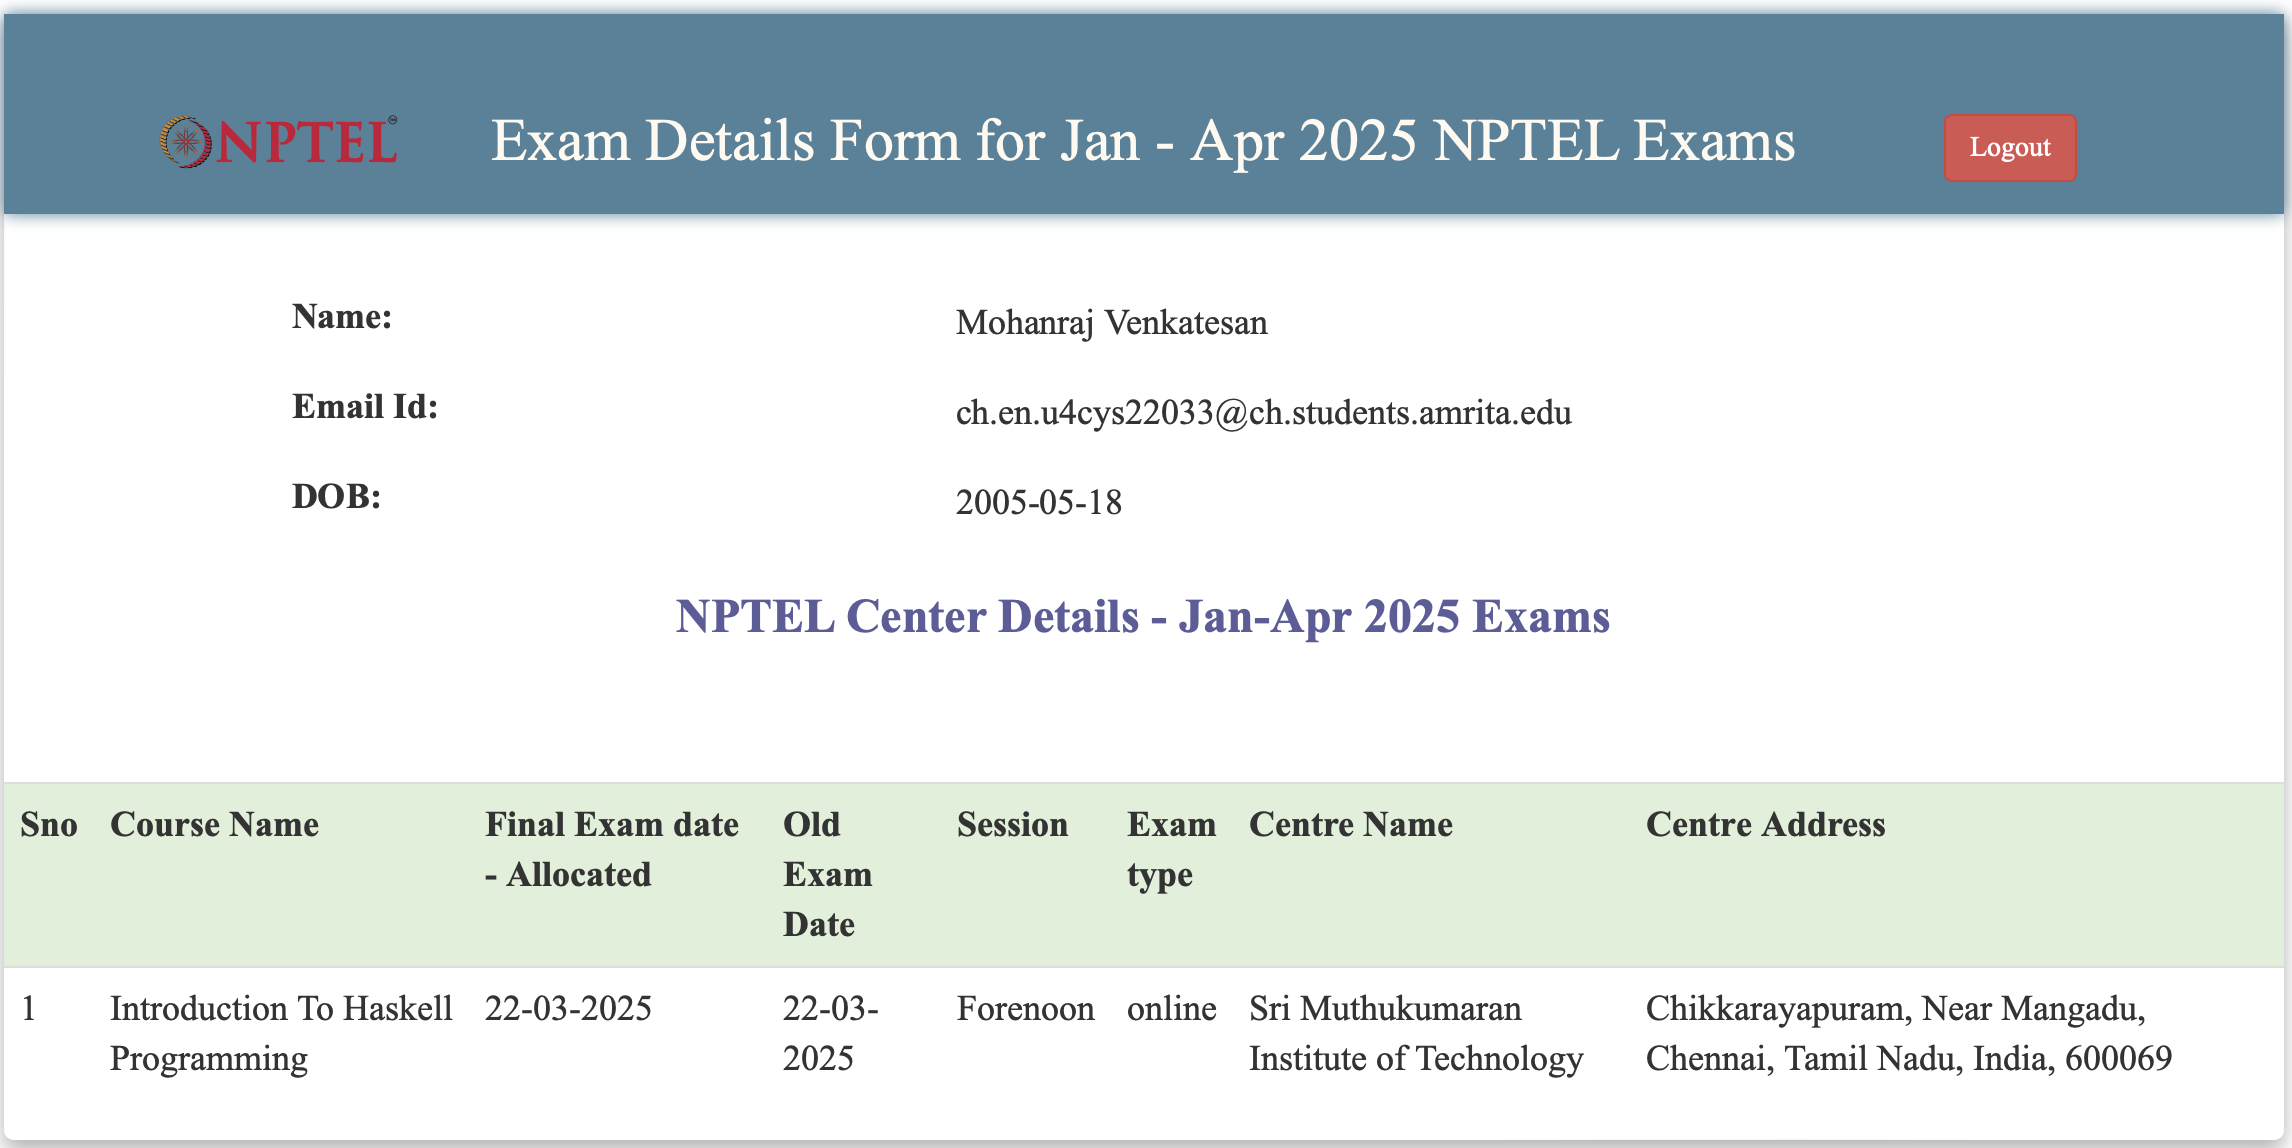 NPTEL
Exam Details Form for Jan - Apr 2025 NPTEL Exams
Logout
Name:
Mohanraj Venkatesan
Email Id:
ch.en.u4cys22033@ch.students.amrita.edu
DOB:
2005-05-18
NPTEL Center Details - Jan-Apr 2025 Exams
Sno
Course Name
Final Exam date
- Allocated
Old
Exam
Date
Session
Exam
type
Centre Name
Centre Address
1
Introduction To Haskell
Programming
22-03-2025
22-03-
2025
Forenoon
online
Sri Muthukumaran
Institute of Technology
Chikkarayapuram, Near Mangadu,
Chennai, Tamil Nadu, India, 600069